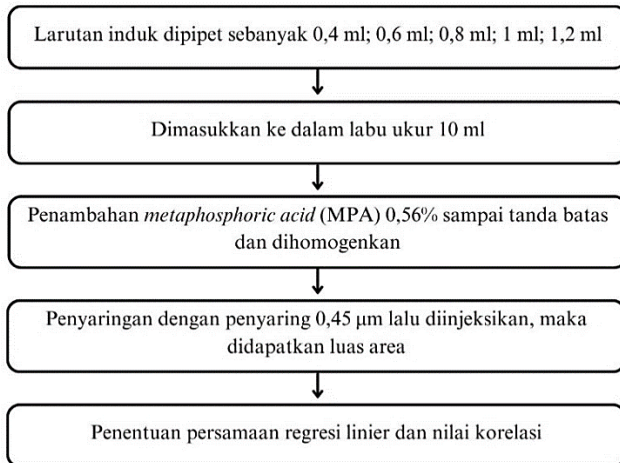 Larutan induk dipipet sebanyak 0,4 ml; 0,6 ml; 0,8 ml; 1 ml; 1,2 ml
Dimasukkan ke dalam labu ukur 10 ml
Penambahan metaphosphoric acid (MPA) 0,56% sampai tanda batas
dan dihomogenkan
Penyaringan dengan penyaring 0,45 µm lalu diinjeksikan, maka
didapatkan luas area
Penentuan persamaan regresi linier dan nilai korelasi